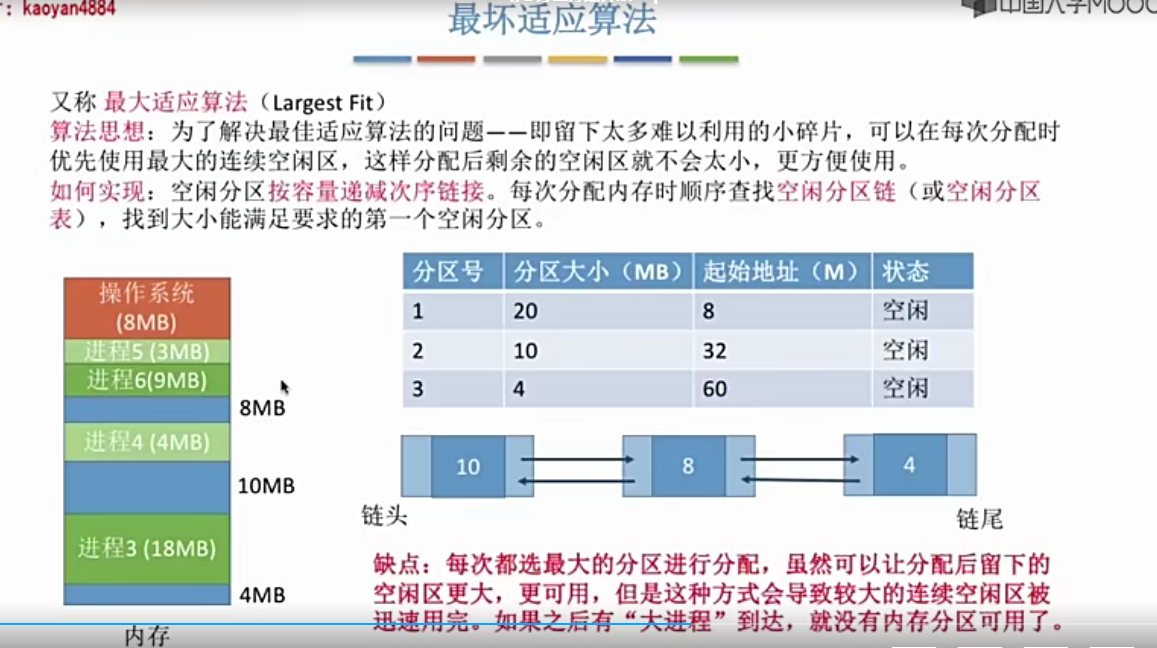 ：kaoyan4884
最坏适应算法
中国大学MOOC
又称 最大适应算法（Largest Fit）
算法思想：为了解决最佳适应算法的问题——即留下太多难以利用的小碎片，可以在每次分配时
优先使用最大的连续空闲区，这样分配后剩余的空闲区就不会太小，更方便使用。
如何实现：空闲分区按容量递减次序链接。每次分配内存时顺序查找空闲分区链（或空闲分区
表），找到大小能满足要求的第一个空闲分区。
分区号 分区大小（MB） 起始地址（M） 状态
1 20 8 空闲
2 10 32 空闲
3 4 60 空闲
操作系统
(8MB)
进程5 (3MB)
进程6(9MB)
8MB
进程4 (4MB)
10MB
进程3 (18MB)
4MB
内存
10 8 4
链头
链尾
缺点：每次都选最大的分区进行分配，虽然可以让分配后留下的
空闲区更大，更可用，但是这种方式会导致较大的连续空闲区被
迅速用完。如果之后有“大进程”到达，就没有内存分区可用了。